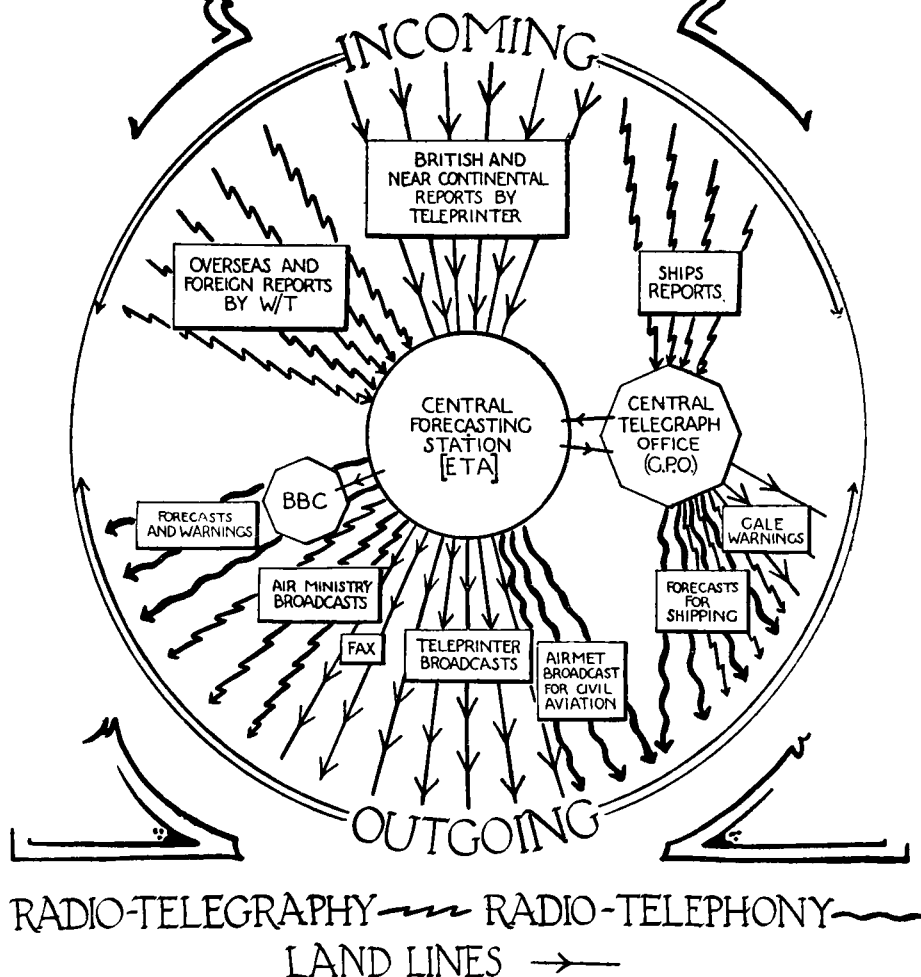 INCOMING
BRITISH AND
NEAR CONTINENTAL
REPORTS BY
TELEPRINTER
OVERSEAS AND
FOREIGN REPORTS
BY W/T
SHIPS
REPORTS.
CENTRAL
FORECASTING
STATION
[ETA]
CENTRAL
TELEGRAPH
OFFICE
(G.P.O.)
BBC
FORECASTS
AND WARNINGS
GALE
WARNINGS
AIR MINISTRY
BROADCASTS
FORECASTS
FOR
SHIPPING
FAX
TELEPRINTER
BROADCASTS
AIRMET
BROADCAST
FOR CIVIL
AVIATION
OUTGOING
RADIO-TELEGRAPHY RADIO-TELEPHONY
LAND LINES